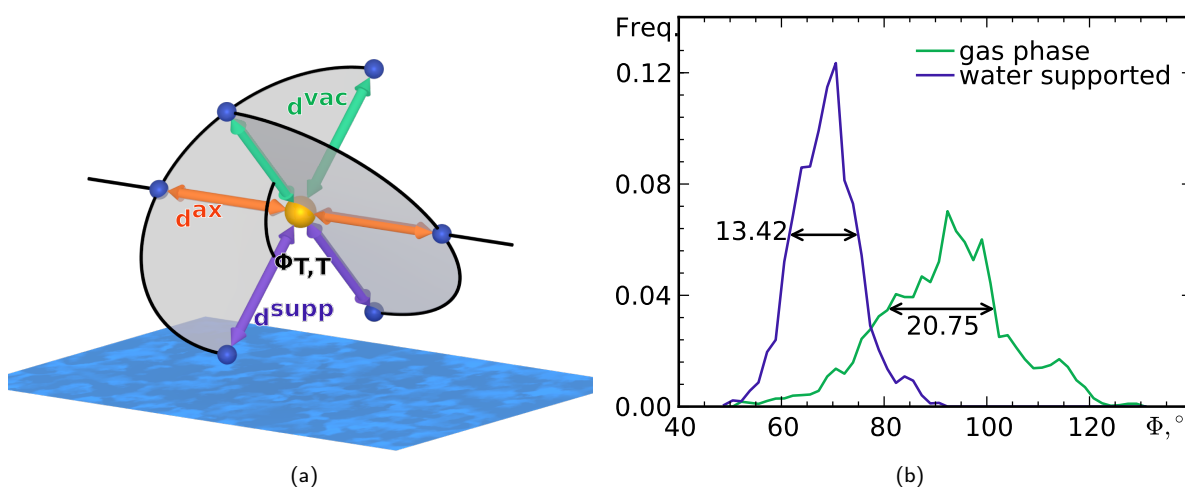 d^vac
d^ax
Φ_T,T
d^supp
(a)
Freq.
gas phase
water supported
0.12
0.08
13.42
0.04
20.75
0.00
40 60 80 100 120 Φ,°
(b)